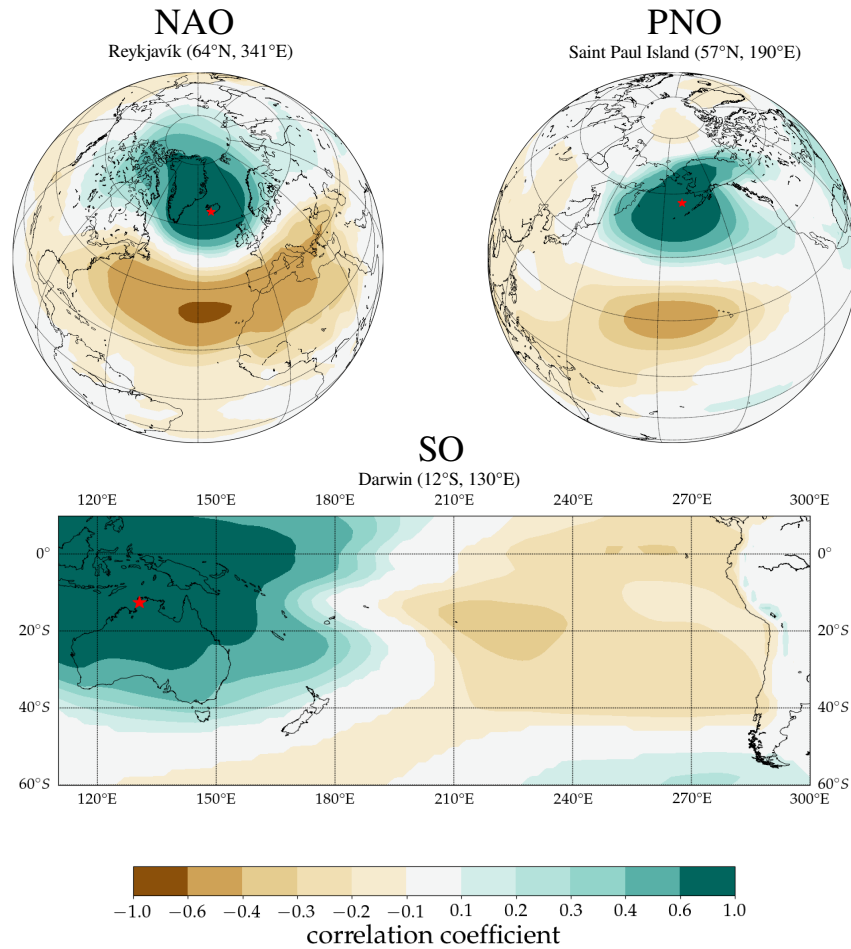 NAO
Reykjavík (64°N, 341°E)
PNO
Saint Paul Island (57°N, 190°E)
SO
Darwin (12°S, 130°E)
120°E 150°E 180°E 210°E 240°E 270°E 300°E
0°
0°
20°S
20°S
40°S
40°S
60°S
60°S
120°E 150°E 180°E 210°E 240°E 270°E 300°E
−1.0 −0.6 −0.4 −0.3 −0.2 −0.1 0.1 0.2 0.3 0.4 0.6 1.0
correlation coefficient